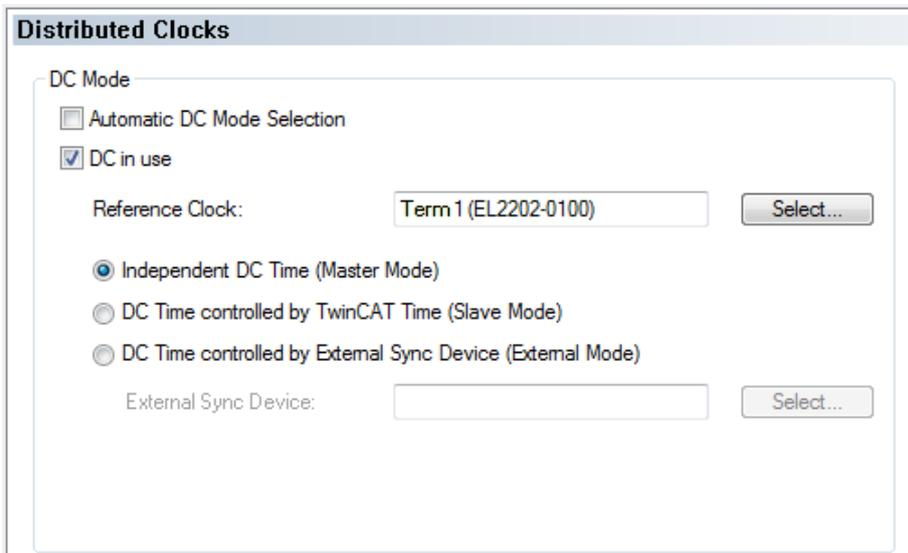 Distributed Clocks
DC Mode
Automatic DC Mode Selection
DC in use
Reference Clock: Term 1 (EL2202-0100) Select...
Independent DC Time (Master Mode)
DC Time controlled by TwinCAT Time (Slave Mode)
DC Time controlled by External Sync Device (External Mode)
External Sync Device: Select...